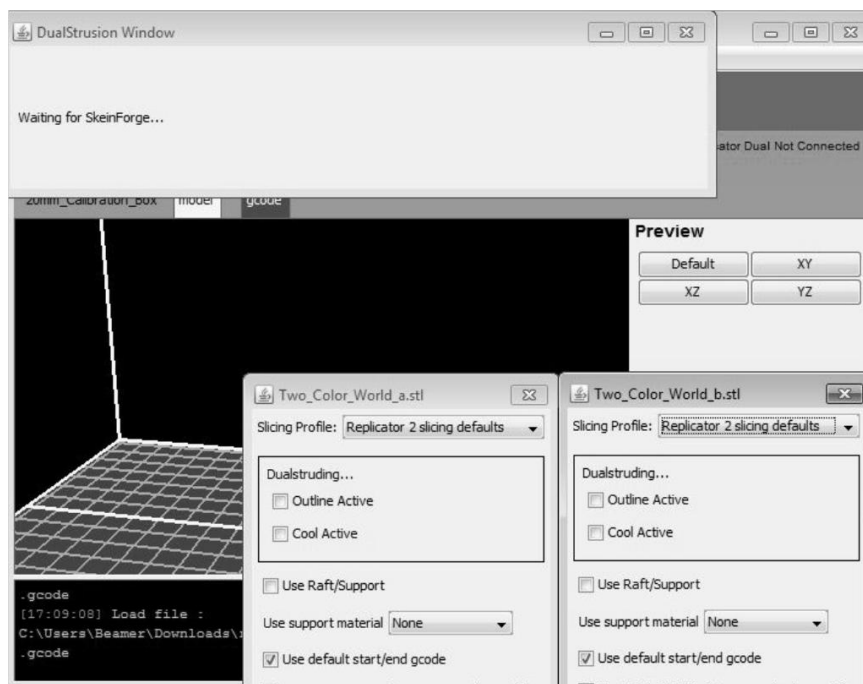 DualStrusion Window
Waiting for SkeinForge...
ator Dual Not Connected
20mm_Calibration_Box model gcode
Preview
Default XY
XZ YZ
Two_Color_World_a.stl
Slicing Profile: Replicator 2 slicing defaults
Dualstruding...
Outline Active
Cool Active
Use Raft/Support
Use support material None
Use default start/end gcode
Two_Color_World_b.stl
Slicing Profile: Replicator 2 slicing defaults
Dualstruding...
Outline Active
Cool Active
Use Raft/Support
Use support material None
Use default start/end gcode
.gcode
[17:09:08] Load file :
C:\Users\Beamer\Downloads\
.gcode